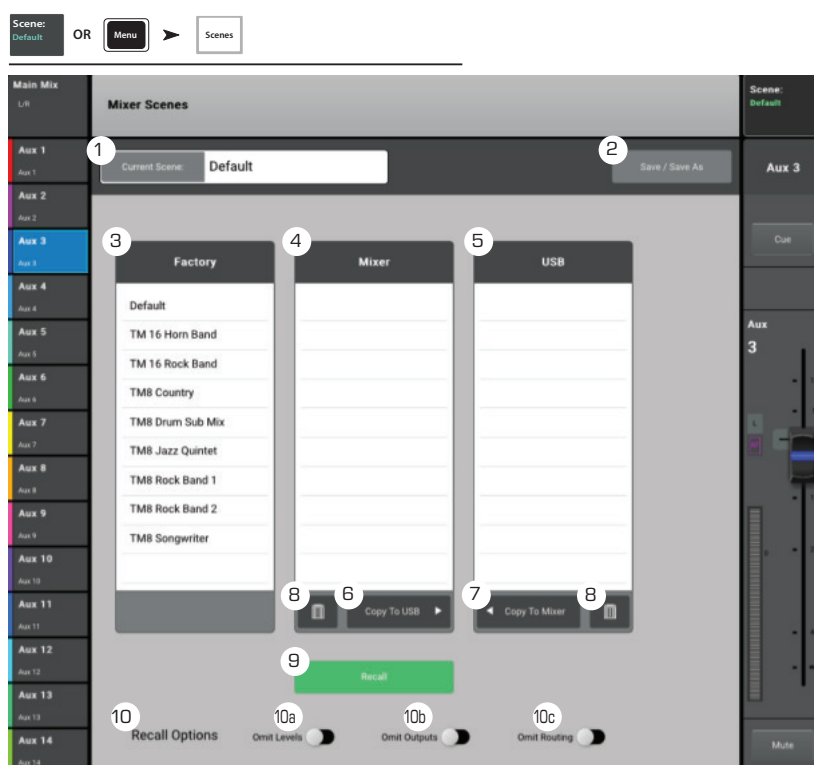 Scene:
Default
OR
Menu
Scenes
Main Mix
L/R
Mixer Scenes
Scene:
Default
1
Current Scene:
Default
2
Save / Save As
Aux 1
Aux 1
Aux 2
Aux 2
Aux 3
Aux 3
Aux 4
Aux 4
Aux 5
Aux 5
Aux 6
Aux 6
Aux 7
Aux 7
Aux 8
Aux 8
Aux 9
Aux 9
Aux 10
Aux 10
Aux 11
Aux 11
Aux 12
Aux 12
Aux 13
Aux 13
Aux 14
Aux 14
3
Factory
Default
TM 16 Horn Band
TM 16 Rock Band
TM8 Country
TM8 Drum Sub Mix
TM8 Jazz Quintet
TM8 Rock Band 1
TM8 Rock Band 2
TM8 Songwriter
4
Mixer
5
USB
8
6
Copy To USB
7
Copy To Mixer
8
9
Recall
10
Recall Options
10a
Omit Levels
10b
Omit Outputs
10c
Omit Routing
Aux 3
Cue
Aux
3
L
Mute